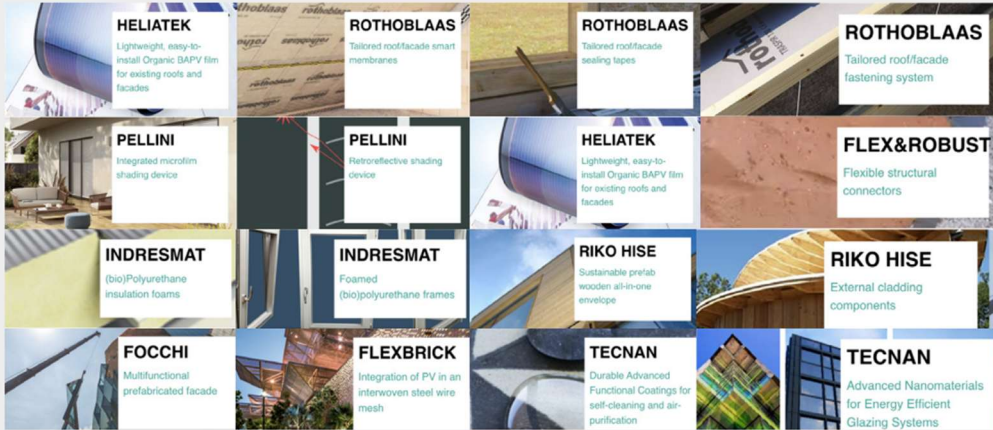 HELIATEK
Lightweight, easy-to-
install Organic BAPV film
for existing roofs and
facades
ROTHOBLAAS
Tailored roof/facade smart
membranes
ROTHOBLAAS
Tailored roof/facade
sealing tapes
ROTHOBLAAS
Tailored roof/facade
fastening system
PELLINI
Integrated microfilm
shading device
PELLINI
Retroreflective shading
device
HELIATEK
Lightweight, easy-to-
install Organic BAPV film
for existing roofs and
facades
FLEX&ROBUST
Flexible structural
connectors
INDRESMAT
(bio)Polyurethane
insulation foams
INDRESMAT
Foamed
(bio)polyurethane frames
RIKO HISE
Sustainable prefab
wooden all-in-one
envelope
RIKO HISE
External cladding
components
FOCCHI
Multifunctional
prefabricated facade
FLEXBRICK
Integration of PV in an
interwoven steel wire
mesh
TECNAN
Durable Advanced
Functional Coatings for
self-cleaning and air-
purification
TECNAN
Advanced Nanomaterials
for Energy Efficient
Glazing Systems